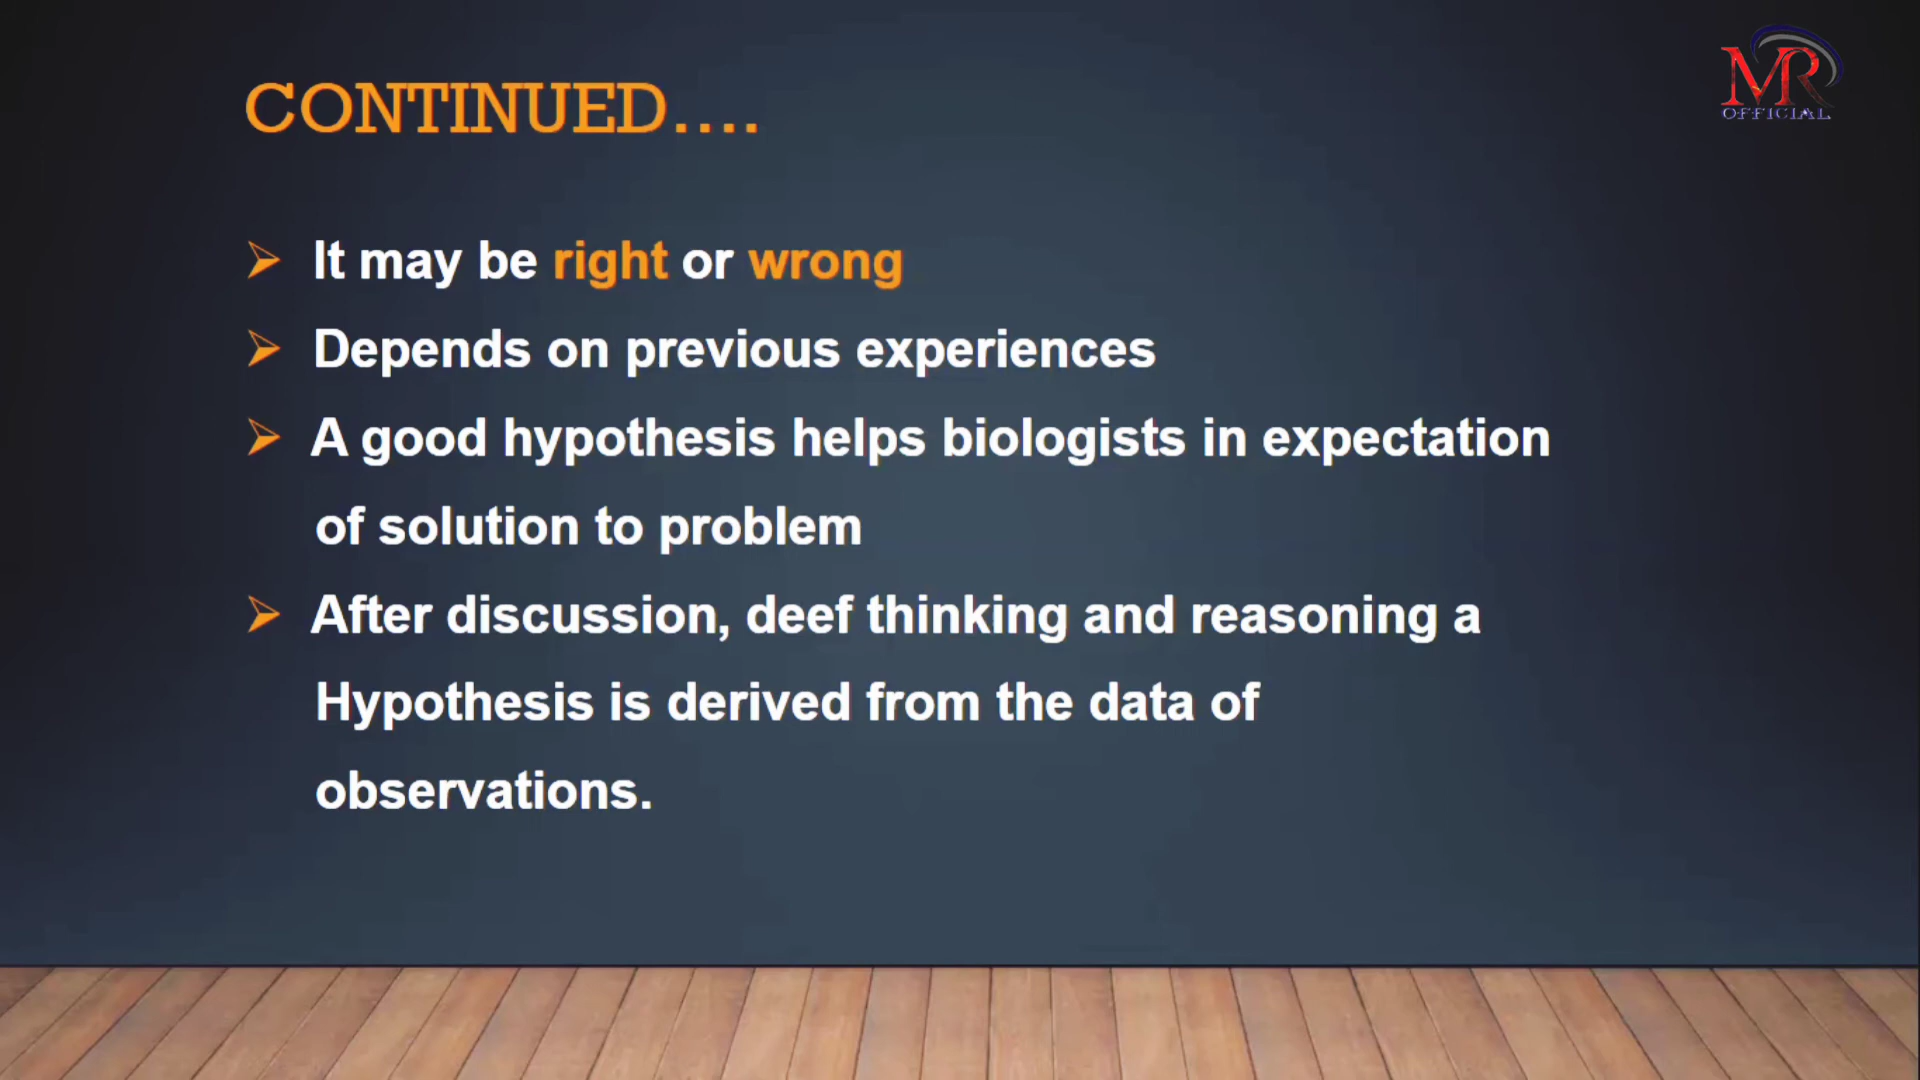 MR
OFFICIAL
CONTINUED....
It may be right or wrong
Depends on previous experiences
A good hypothesis helps biologists in expectation
of solution to problem
After discussion, deef thinking and reasoning a
Hypothesis is derived from the data of
observations.